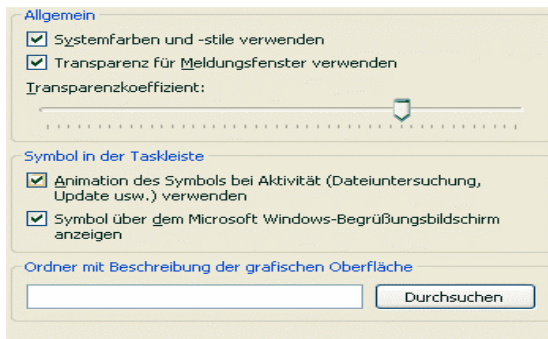 Allgemein
Systemfarben und -stile verwenden
Transparenz für Meldungsfenster verwenden
Transparenzkoeffizient:
Symbol in der Taskleiste
Animation des Symbols bei Aktivität (Dateiuntersuchung,
Update usw.) verwenden
Symbol über dem Microsoft Windows-Begrüßungsbildschirm
anzeigen
Ordner mit Beschreibung der grafischen Oberfläche
Durchsuchen